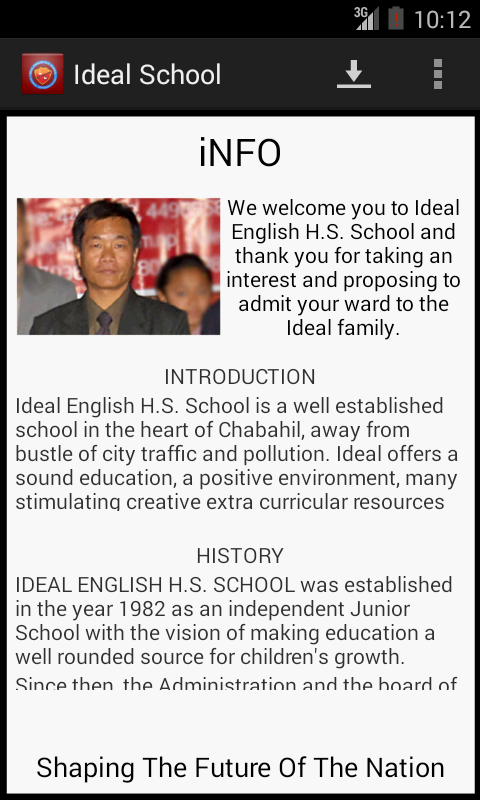 3G
10:12
Ideal School
iNFO
We welcome you to Ideal
English H.S. School and
thank you for taking an
interest and proposing to
admit your ward to the
Ideal family.
INTRODUCTION
Ideal English H.S. School is a well established
school in the heart of Chabahil, away from
bustle of city traffic and pollution. Ideal offers a
sound education, a positive environment, many
stimulating creative extra curricular resources
HISTORY
IDEAL ENGLISH H.S. SCHOOL was established
in the year 1982 as an independent Junior
School with the vision of making education a
well rounded source for children's growth.
Since then, the Administration and the board of
Shaping The Future Of The Nation